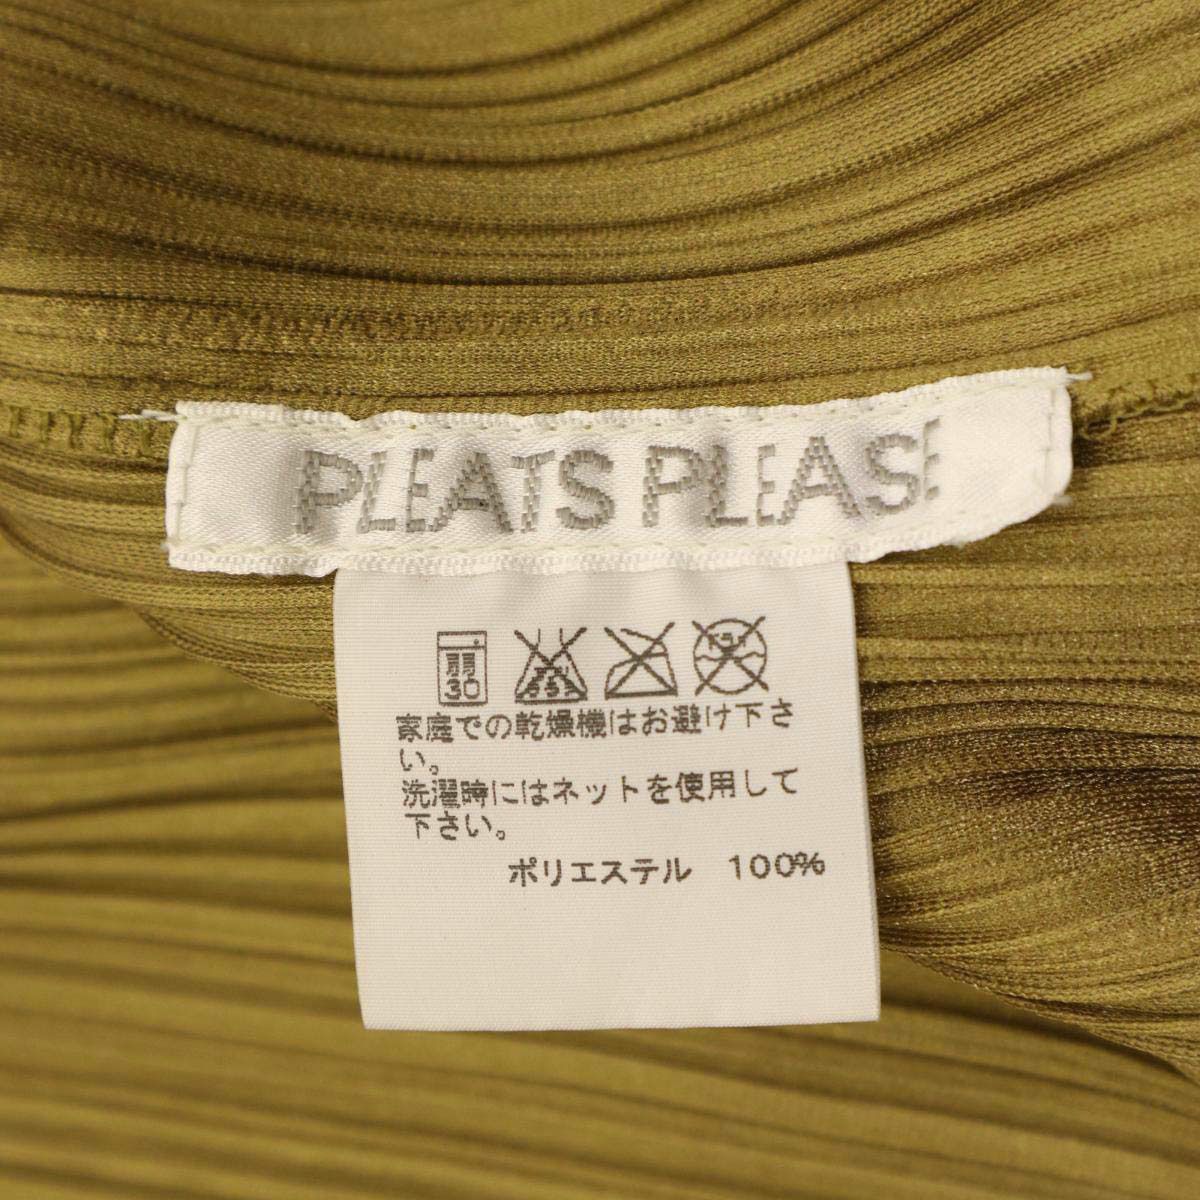 PLEATS PLEASE
弱
30
家庭での乾燥機はお避け下さ
い。
洗濯時にはネットを使用して
下さい。
ポリエステル 100%